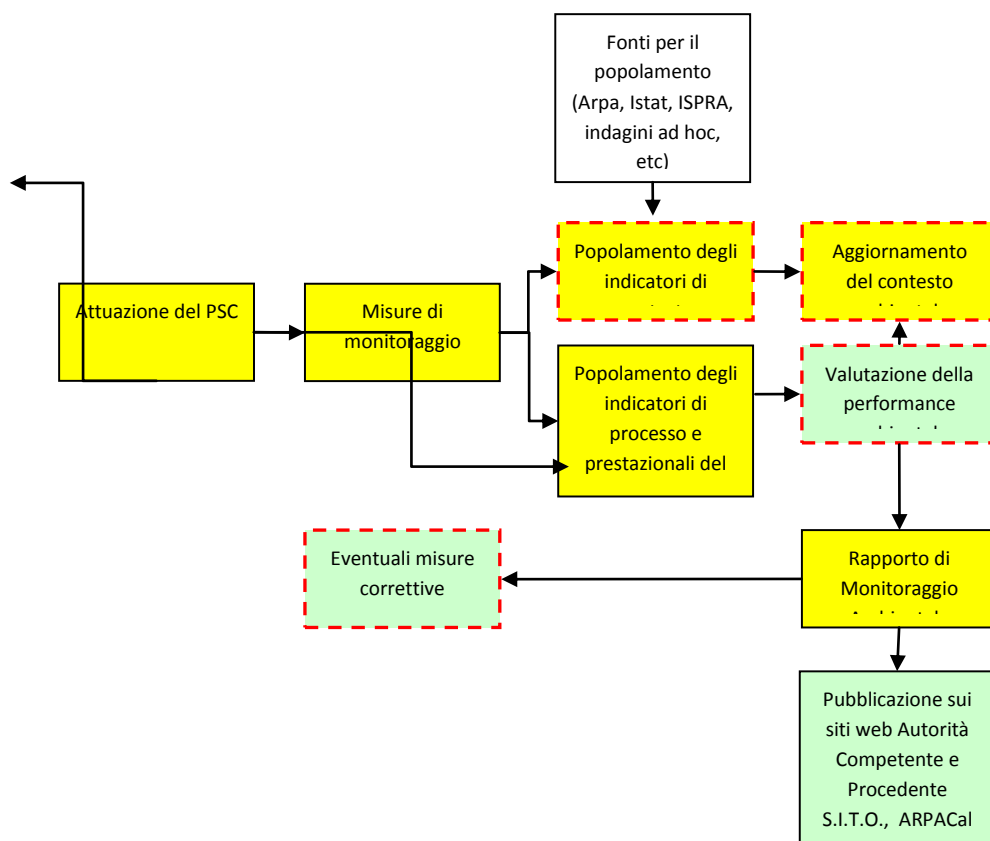 Fonti per il
popolamento
(Arpa, Istat, ISPRA,
indagini ad hoc,
etc)
Popolamento degli
indicatori di
Aggiornamento
del contesto
Attuazione del PSC
Misure di
monitoraggio
Popolamento degli
indicatori di
processo e
prestazionali del
Valutazione della
performance
Eventuali misure
correttive
Rapporto di
Monitoraggio
Pubblicazione sui
siti web Autorità
Competente e
Procedente
S.I.T.O., ARPACal